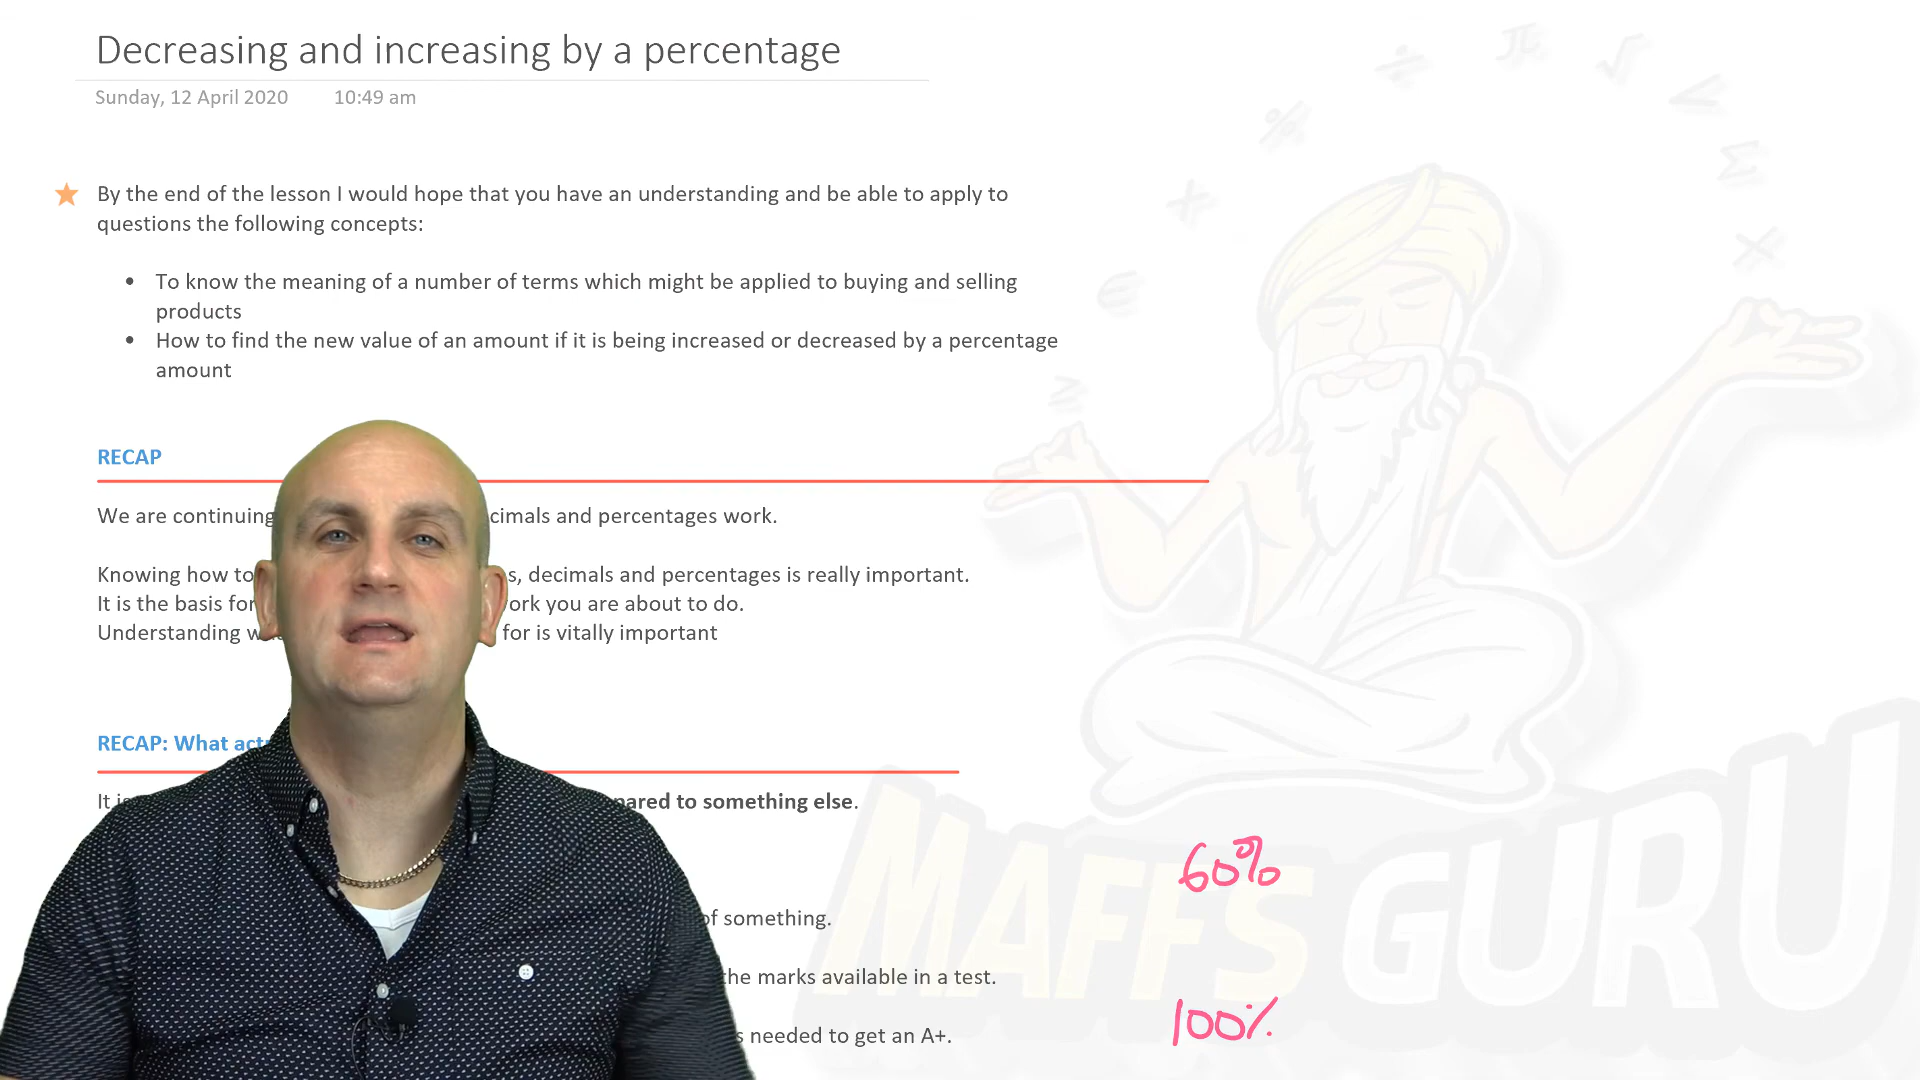 Decreasing and increasing by a percentage
Sunday, 12 April 2020 10:49 am
By the end of the lesson I would hope that you have an understanding and be able to apply to
questions the following concepts:
• To know the meaning of a number of terms which might be applied to buying and selling
products
• How to find the new value of an amount if it is being increased or decreased by a percentage
amount
RECAP
We are continuing cimals and percentages work.
Knowing how to s, decimals and percentages is really important.
It is the basis for ork you are about to do.
Understanding for is vitally important
RECAP: What act
It is pared to something else.
60%
of something.
the marks available in a test.
100%
s needed to get an A+.
MAFFS GURU